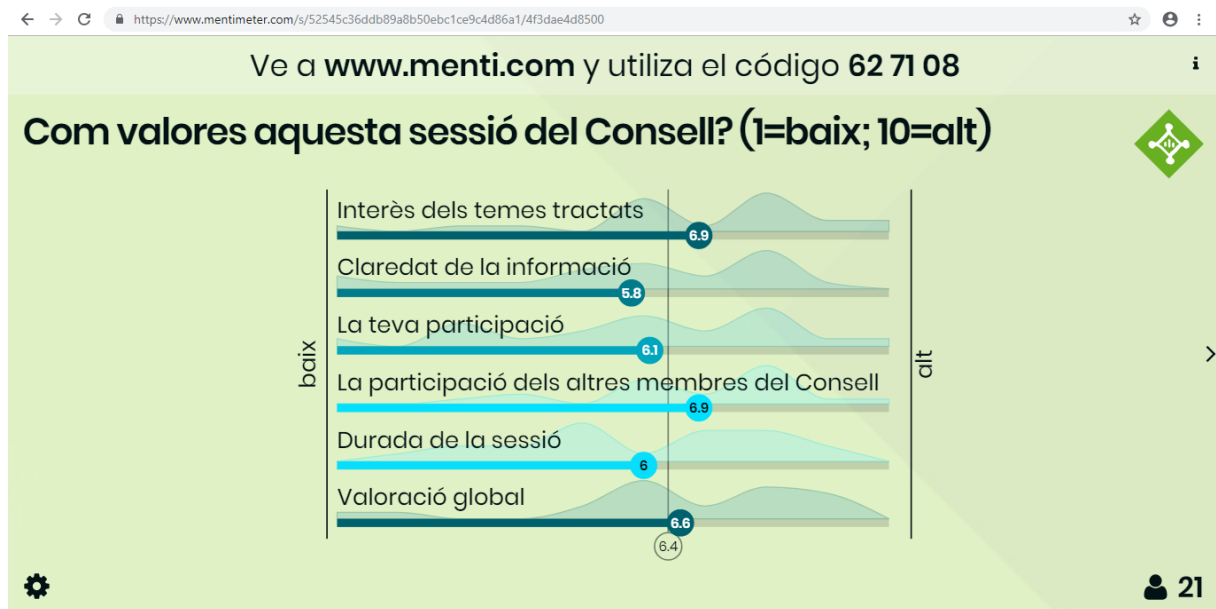 https://www.mentimeter.com/s/52545c36ddb89a8b50ebc1ce9c4d86a1/4f3dae4d8500
Ve a www.menti.com y utiliza el código 62 71 08
Com valores aquesta sessió del Consell? (1=baix; 10=alt)
baix
Interès dels temes tractats
6.9
Claredat de la informació
5.8
La teva participació
6.1
La participació dels altres membres del Consell
6.9
Durada de la sessió
6
Valoració global
6.6
6.4
alt
21